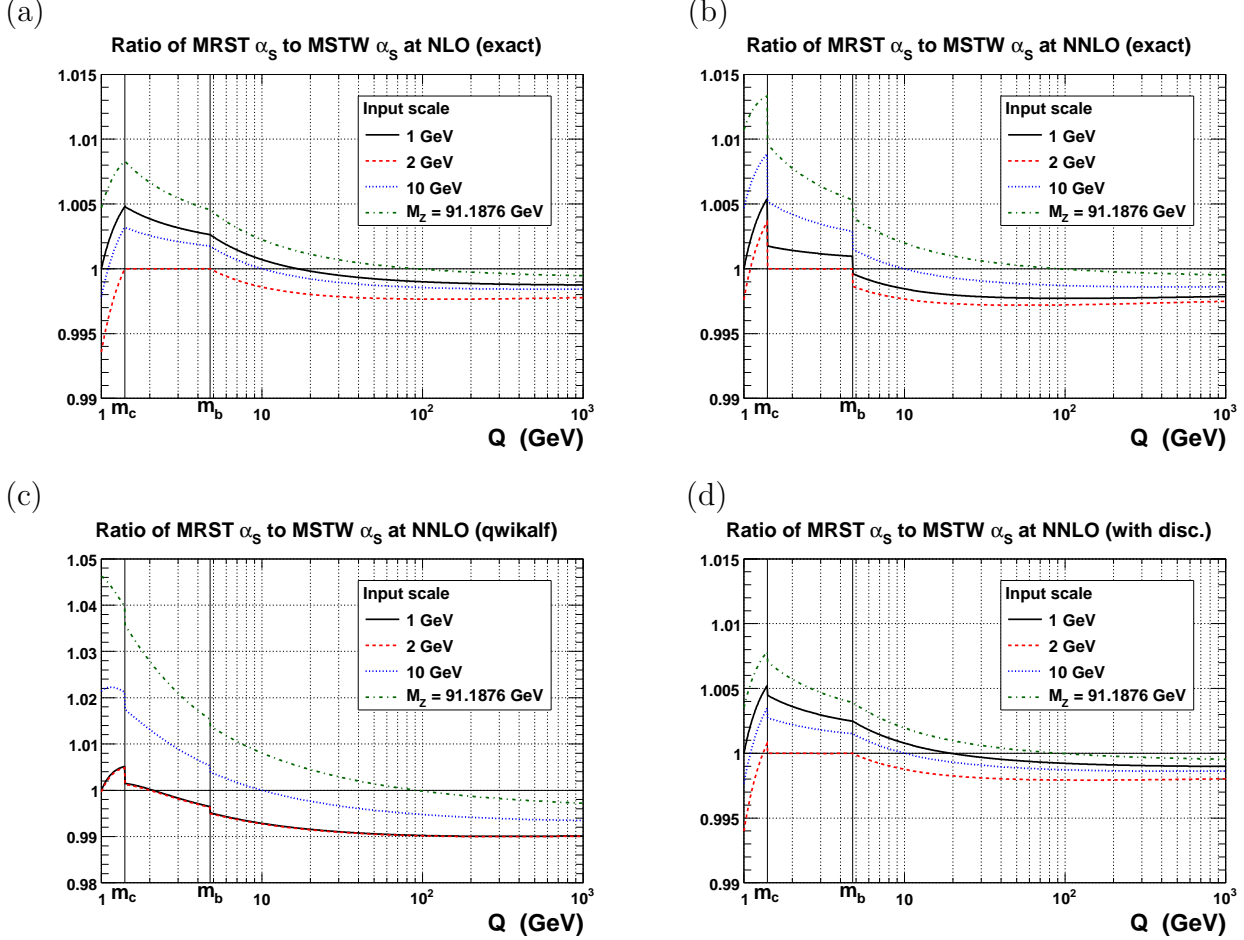 (a)
Ratio of MRST α_S to MSTW α_S at NLO (exact)
1.015
1.01
1.005
1
0.995
0.99
Input scale
1 GeV
2 GeV
10 GeV
M_Z = 91.1876 GeV
1 m_c m_b 10 10^2 10^3
Q (GeV)
(b)
Ratio of MRST α_S to MSTW α_S at NNLO (exact)
1.015
1.01
1.005
1
0.995
0.99
Input scale
1 GeV
2 GeV
10 GeV
M_Z = 91.1876 GeV
1 m_c m_b 10 10^2 10^3
Q (GeV)
(c)
Ratio of MRST α_S to MSTW α_S at NNLO (qwikalf)
1.05
1.04
1.03
1.02
1.01
1
0.99
0.98
Input scale
1 GeV
2 GeV
10 GeV
M_Z = 91.1876 GeV
1 m_c m_b 10 10^2 10^3
Q (GeV)
(d)
Ratio of MRST α_S to MSTW α_S at NNLO (with disc.)
1.015
1.01
1.005
1
0.995
0.99
Input scale
1 GeV
2 GeV
10 GeV
M_Z = 91.1876 GeV
1 m_c m_b 10 10^2 10^3
Q (GeV)